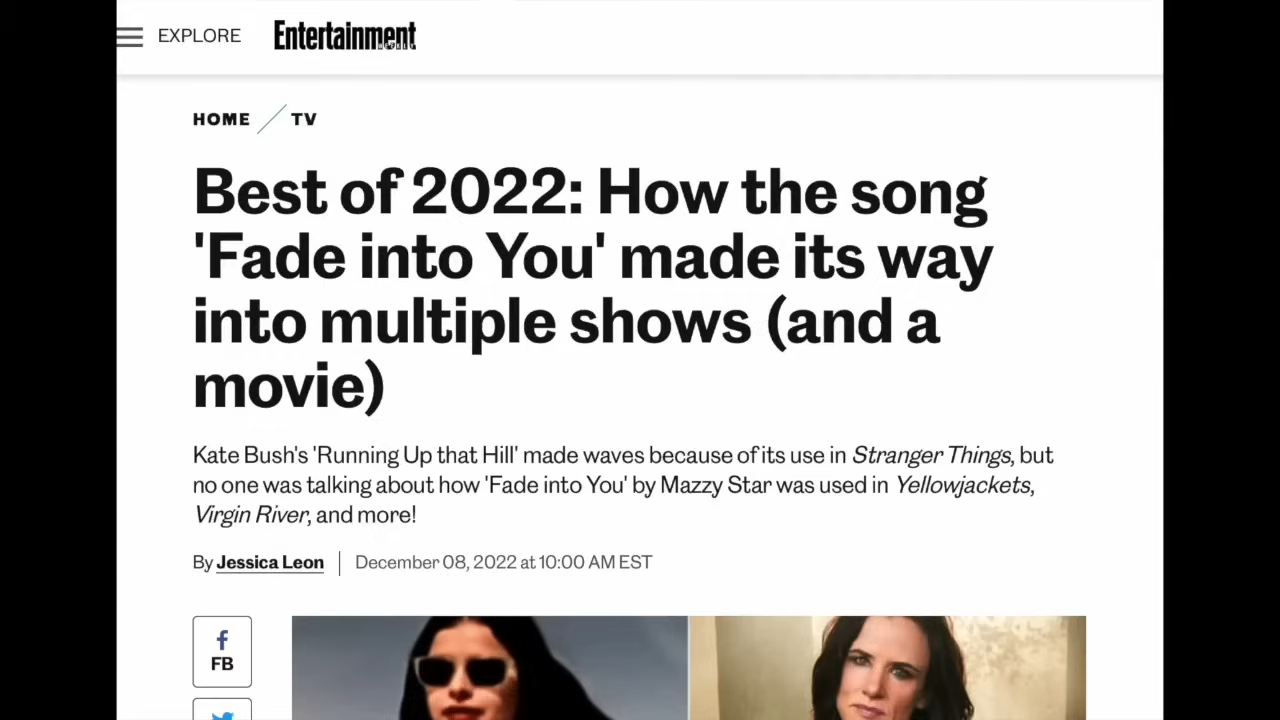 EXPLORE Entertainment WEEKLY
HOME / TV
Best of 2022: How the song
'Fade into You' made its way
into multiple shows (and a
movie)
Kate Bush's 'Running Up that Hill' made waves because of its use in Stranger Things, but
no one was talking about how 'Fade into You' by Mazzy Star was used in Yellowjackets,
Virgin River, and more!
By Jessica Leon | December 08, 2022 at 10:00 AM EST
f
FB